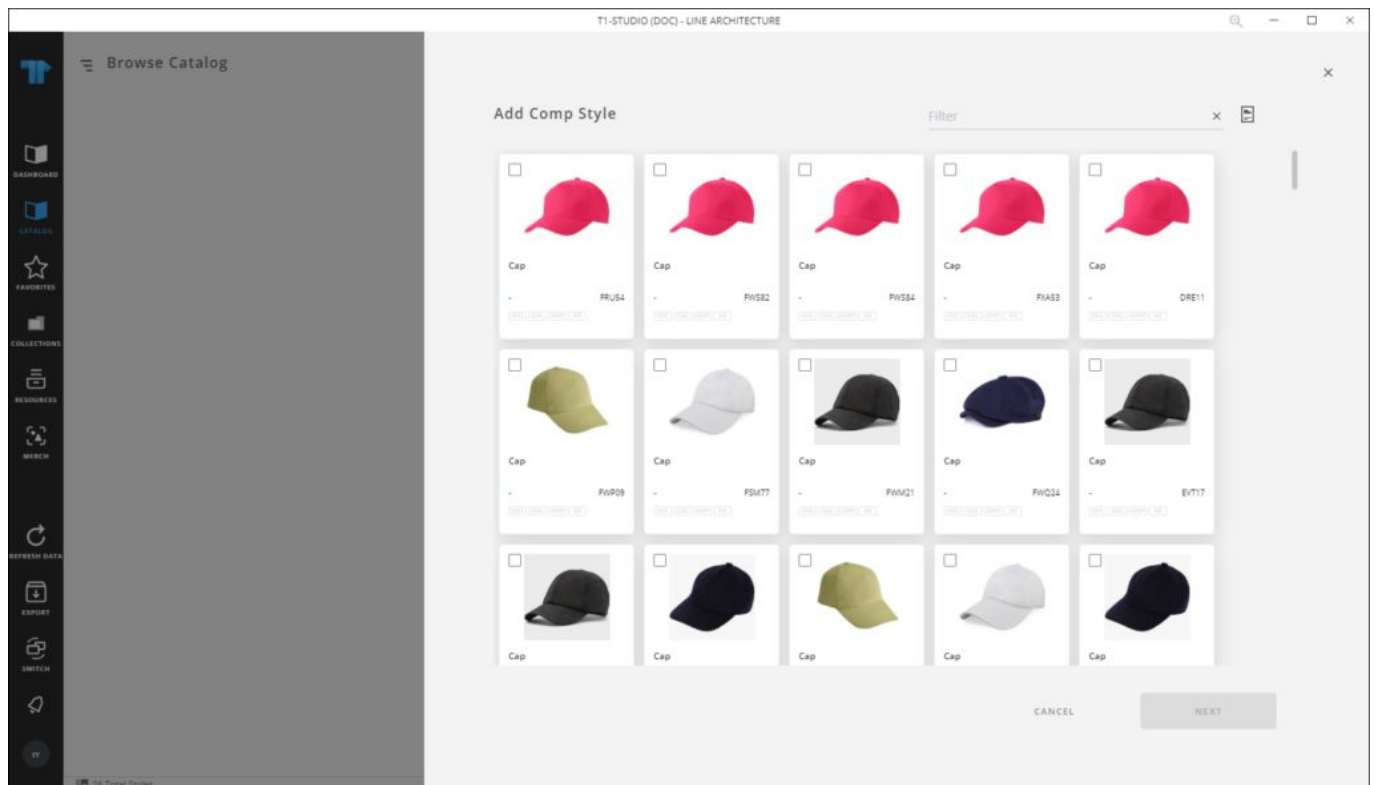 T1-STUDIO (DOC) - LINE ARCHITECTURE
Browse Catalog
DASHBOARD
CATALOG
FAVORITES
COLLECTIONS
RESOURCES
MERCH
REFRESH DATA
EXPORT
SWITCH
Add Comp Style
Filter
Cap Cap Cap Cap Cap
- FRU54 - FWS82 - FWS84 - FXA53 - DRE11
Cap Cap Cap Cap Cap
- FWP09 - FSM77 - FWM21 - FWQ24 - EVT17
Cap Cap Cap Cap Cap
CANCEL NEXT